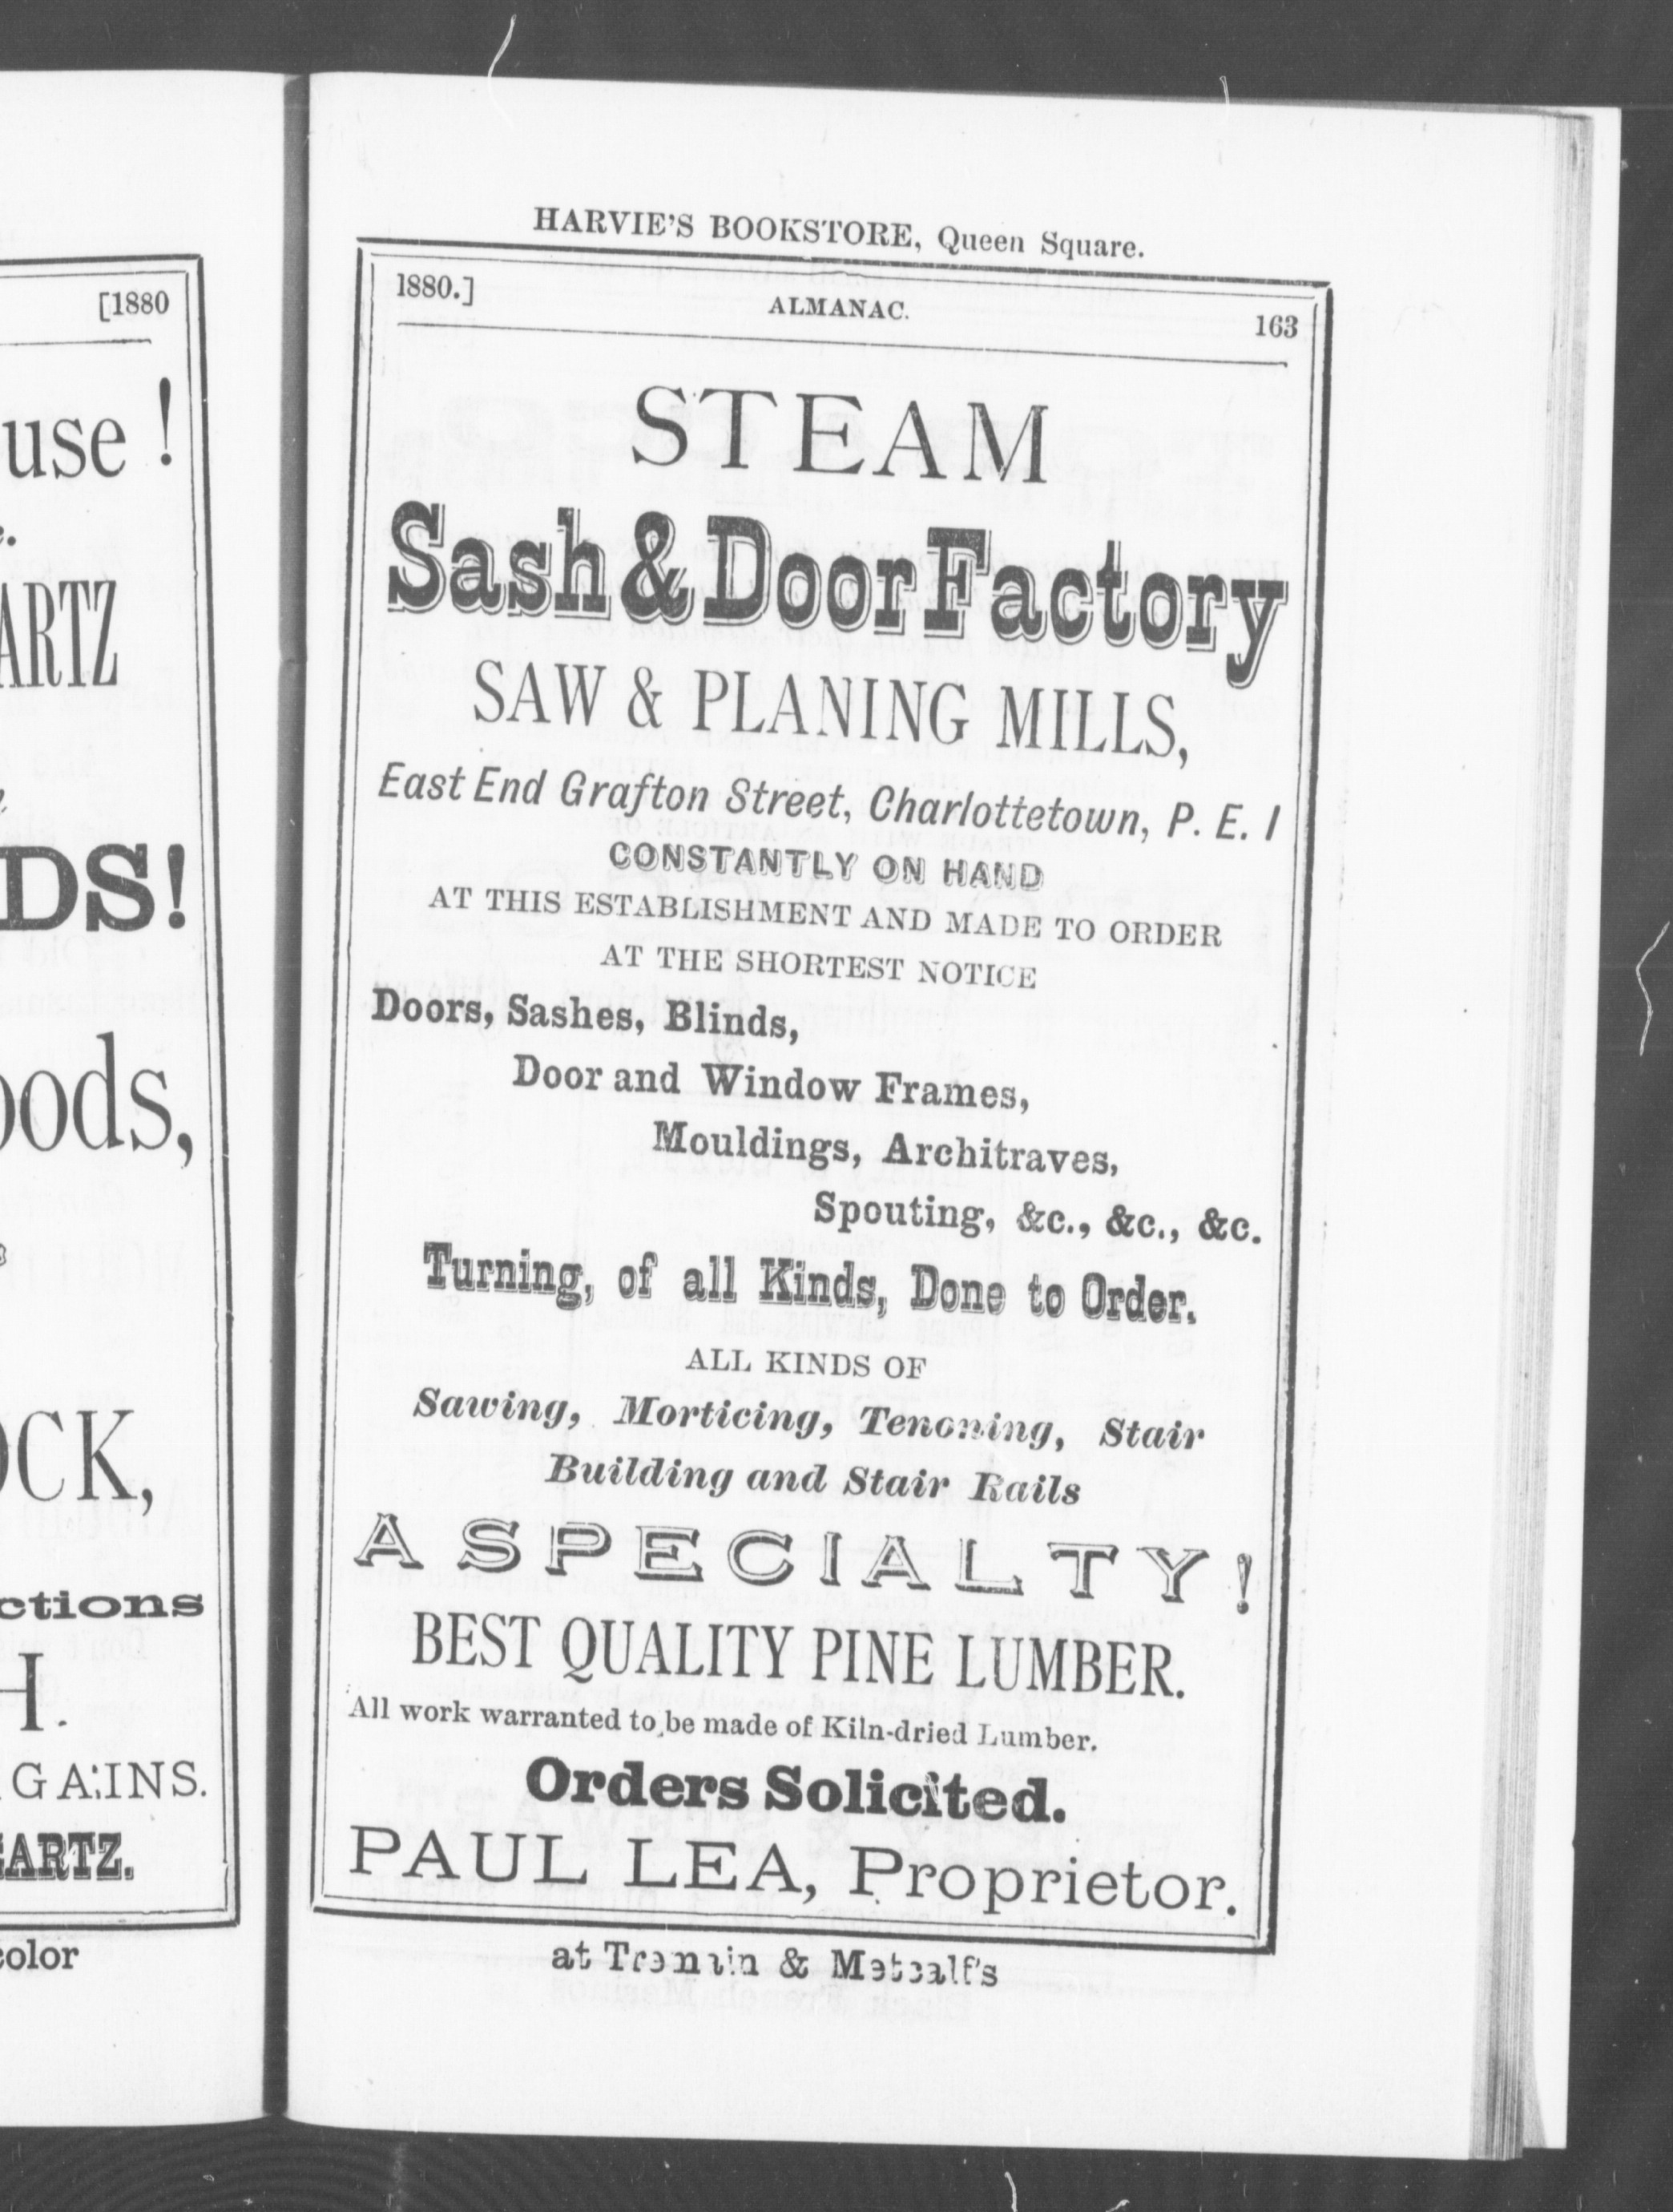 [1880
use !
ARTZ
DS!
oods,
OCK,
ctions
H.
GAINS.
ARTZ.
color
HARVIE'S BOOKSTORE, Queen Square.
1880.] ALMANAC. 163
STEAM
Sash & Door Factory
SAW & PLANING MILLS,
East End Grafton Street, Charlottetown, P. E. I
CONSTANTLY ON HAND
AT THIS ESTABLISHMENT AND MADE TO ORDER
AT THE SHORTEST NOTICE
Doors, Sashes, Blinds,
Door and Window Frames,
Mouldings, Architraves,
Spouting, &c., &c., &c.
Turning, of all Kinds, Done to Order.
ALL KINDS OF
Sawing, Morticing, Tenoning, Stair
Building and Stair Rails
A SPECIALTY!
BEST QUALITY PINE LUMBER.
All work warranted to be made of Kiln-dried Lumber.
Orders Solicited.
PAUL LEA, Proprietor.
at Tremain & Metcalf's